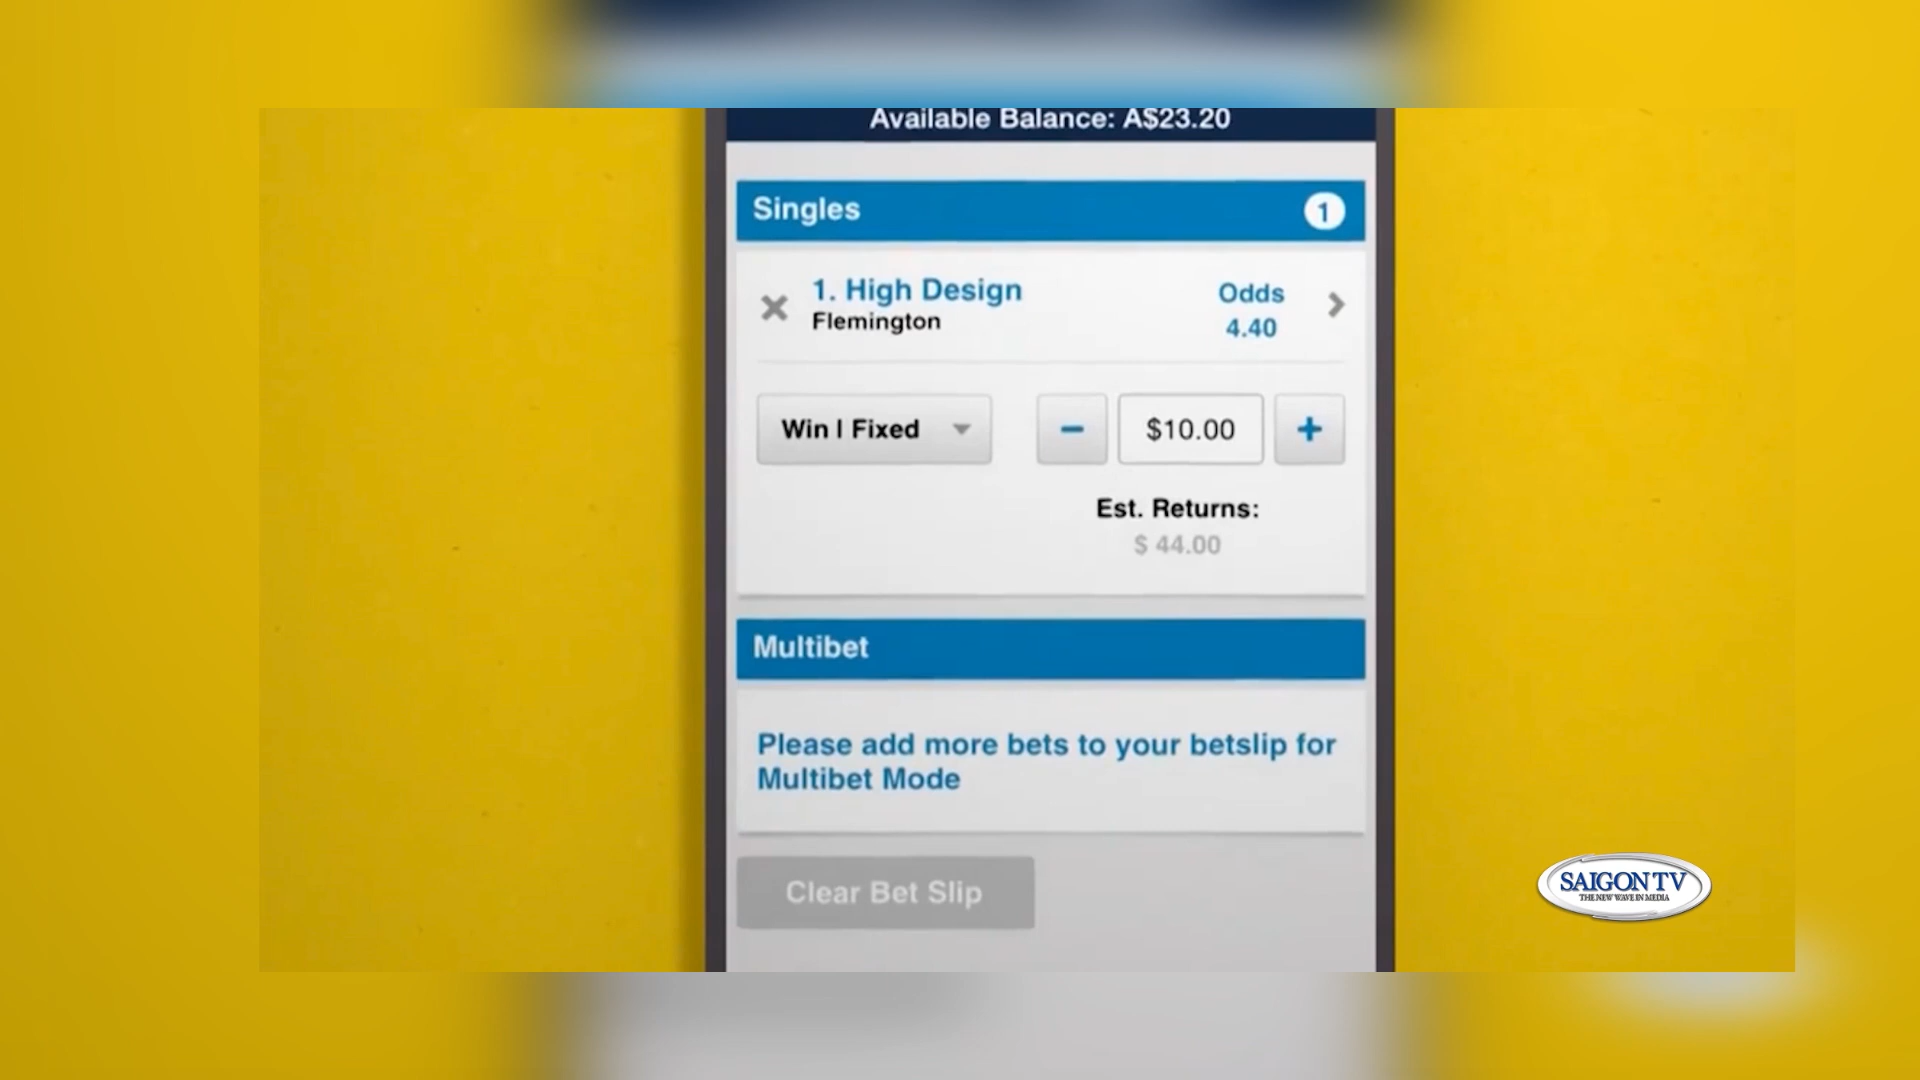 Available Balance: A$23.20
Singles
1
1. High Design
Flemington
Odds
4.40
Win | Fixed
$10.00
Est. Returns:
$ 44.00
Multibet
Please add more bets to your betslip for
Multibet Mode
Clear Bet Slip
SAIGON TV
THE NEW WAVE IN MEDIA